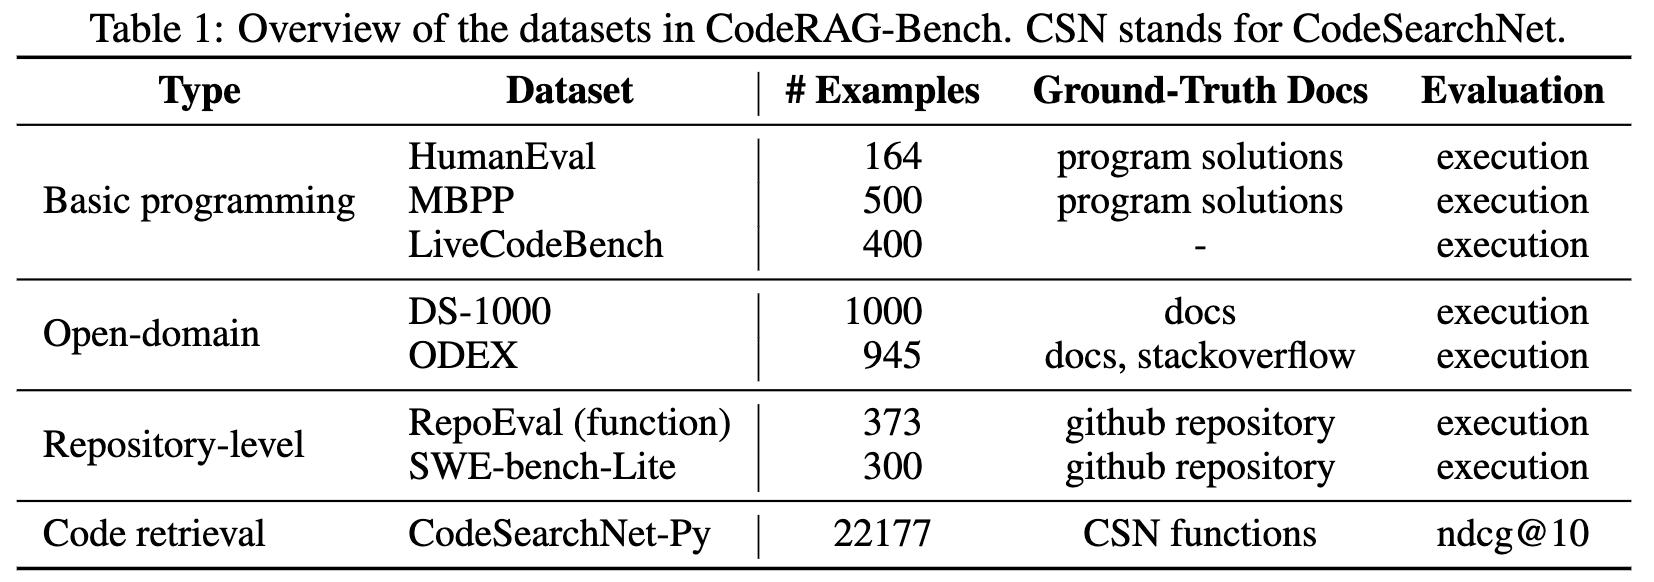 Table 1: Overview of the datasets in CodeRAG-Bench. CSN stands for CodeSearchNet.
Type Dataset # Examples Ground-Truth Docs Evaluation
HumanEval 164 program solutions execution
Basic programming MBPP 500 program solutions execution
LiveCodeBench 400 - execution
Open-domain
DS-1000 1000 docs execution
ODEX 945 docs, stackoverflow execution
Repository-level
RepoEval (function) 373 github repository execution
SWE-bench-Lite 300 github repository execution
Code retrieval CodeSearchNet-Py 22177 CSN functions ndcg@10